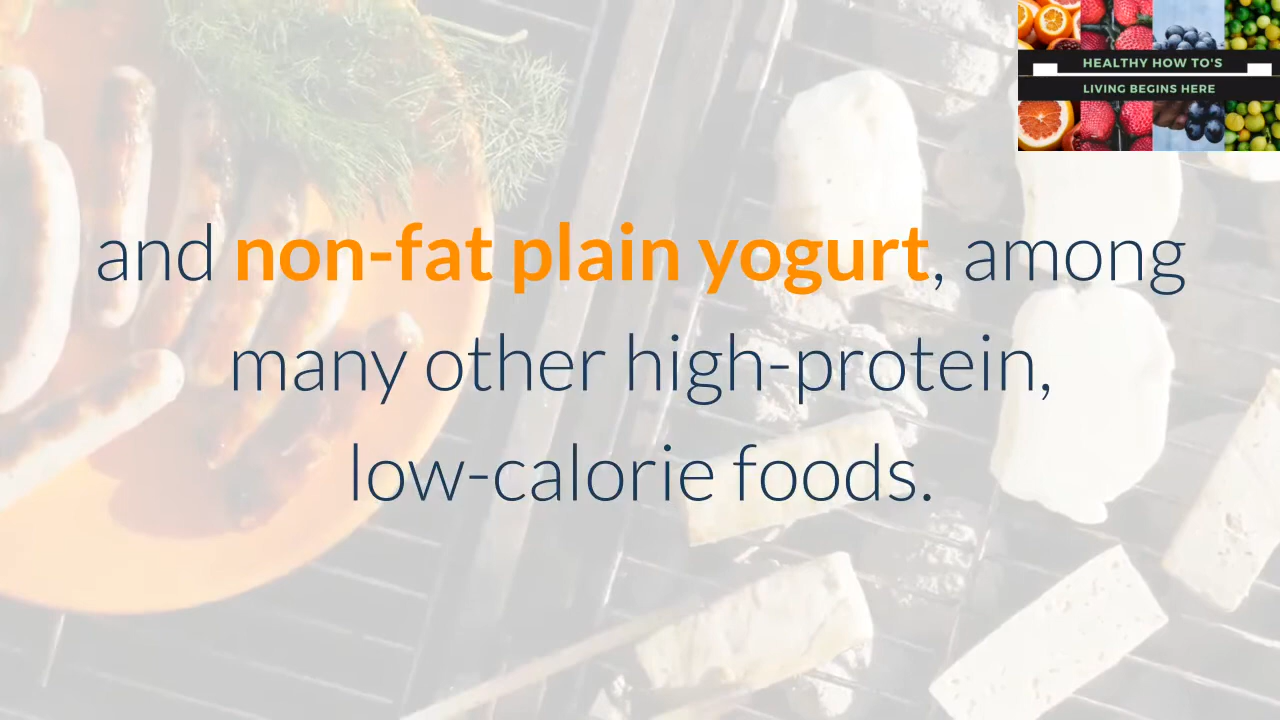 HEALTHY HOW TO'S
LIVING BEGINS HERE
and non-fat plain yogurt, among
many other high-protein,
low-calorie foods.